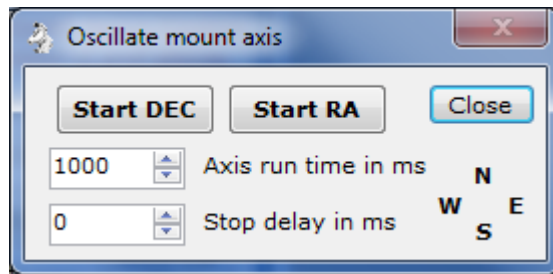 Oscillate mount axis
Start DEC Start RA Close
1000 Axis run time in ms
N
W E
0 Stop delay in ms
S